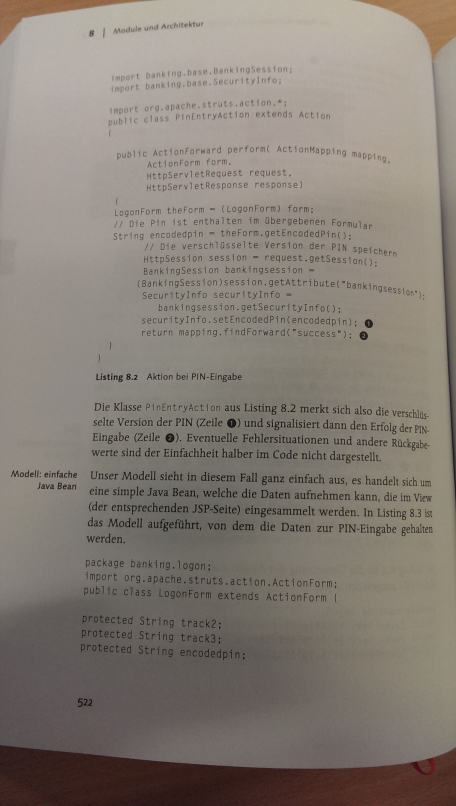 8 | Module und Architektur
import banking.base.BankingSession;
import banking.base.SecurityInfo;
import org.apache.struts.action.*;
public class PinEntryAction extends Action
{
public ActionForward perform( ActionMapping mapping,
ActionForm form,
HttpServletRequest request,
HttpServletResponse response)
{
LogonForm theForm = (LogonForm) form;
// Die Pin ist enthalten im übergebenen Formular
String encodedpin = theForm.getEncodedPin();
// Die verschlüsselte Version der PIN speichern
HttpSession session = request.getSession();
BankingSession bankingsession =
(BankingSession)session.getAttribute("bankingsession");
SecurityInfo securityInfo =
bankingsession.getSecurityInfo();
securityInfo.setEncodedPin(encodedpin); ❶
return mapping.findForward("success"); ❷
}
}
Listing 8.2 Aktion bei PIN-Eingabe
Die Klasse PinEntryAction aus Listing 8.2 merkt sich also die verschlüs-
selte Version der PIN (Zeile ❶) und signalisiert dann den Erfolg der PIN-
Eingabe (Zeile ❷). Eventuelle Fehlersituationen und andere Rückgabe-
werte sind der Einfachheit halber im Code nicht dargestellt.
Modell: einfache
Java Bean
Unser Modell sieht in diesem Fall ganz einfach aus, es handelt sich um
eine simple Java Bean, welche die Daten aufnehmen kann, die im View
(der entsprechenden JSP-Seite) eingesammelt werden. In Listing 8.3 ist
das Modell aufgeführt, von dem die Daten zur PIN-Eingabe gehalten
werden.
package banking.logon;
import org.apache.struts.action.ActionForm;
public class LogonForm extends ActionForm {
protected String track2;
protected String track3;
protected String encodedpin;
522